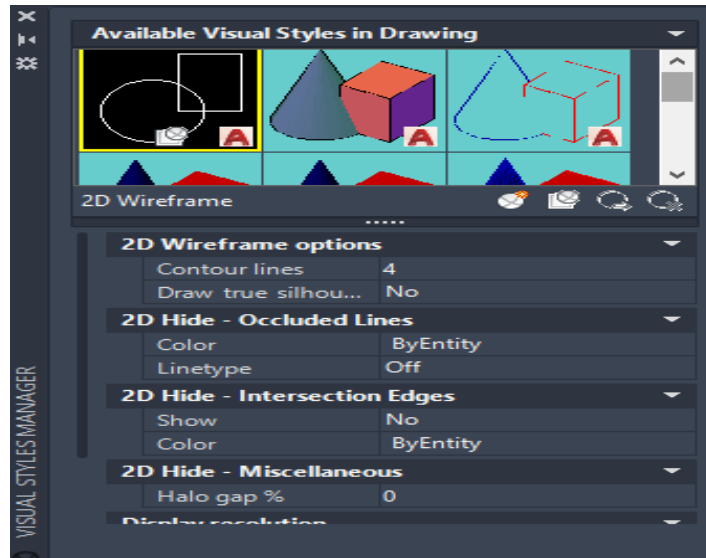 Available Visual Styles in Drawing
A A A
2D Wireframe
2D Wireframe options
Contour lines 4
Draw true silhou... No
2D Hide - Occluded Lines
Color ByEntity
Linetype Off
2D Hide - Intersection Edges
Show No
Color ByEntity
2D Hide - Miscellaneous
Halo gap % 0
Display resolution
VISUAL STYLES MANAGER